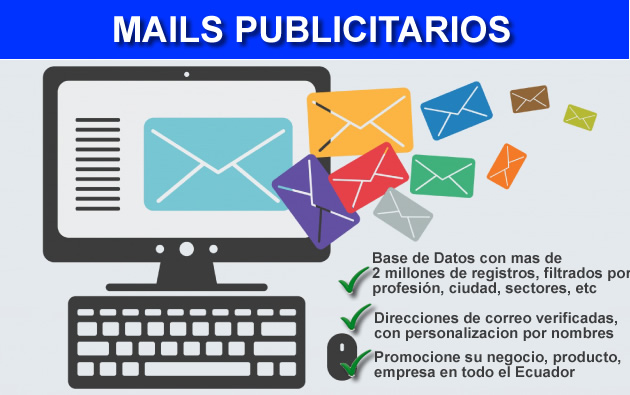 MAILS PUBLICITARIOS
Base de Datos con mas de
2 millones de registros, filtrados por
profesión, ciudad, sectores, etc
Direcciones de correo verificadas,
con personalizacion por nombres
Promocione su negocio, producto,
empresa en todo el Ecuador